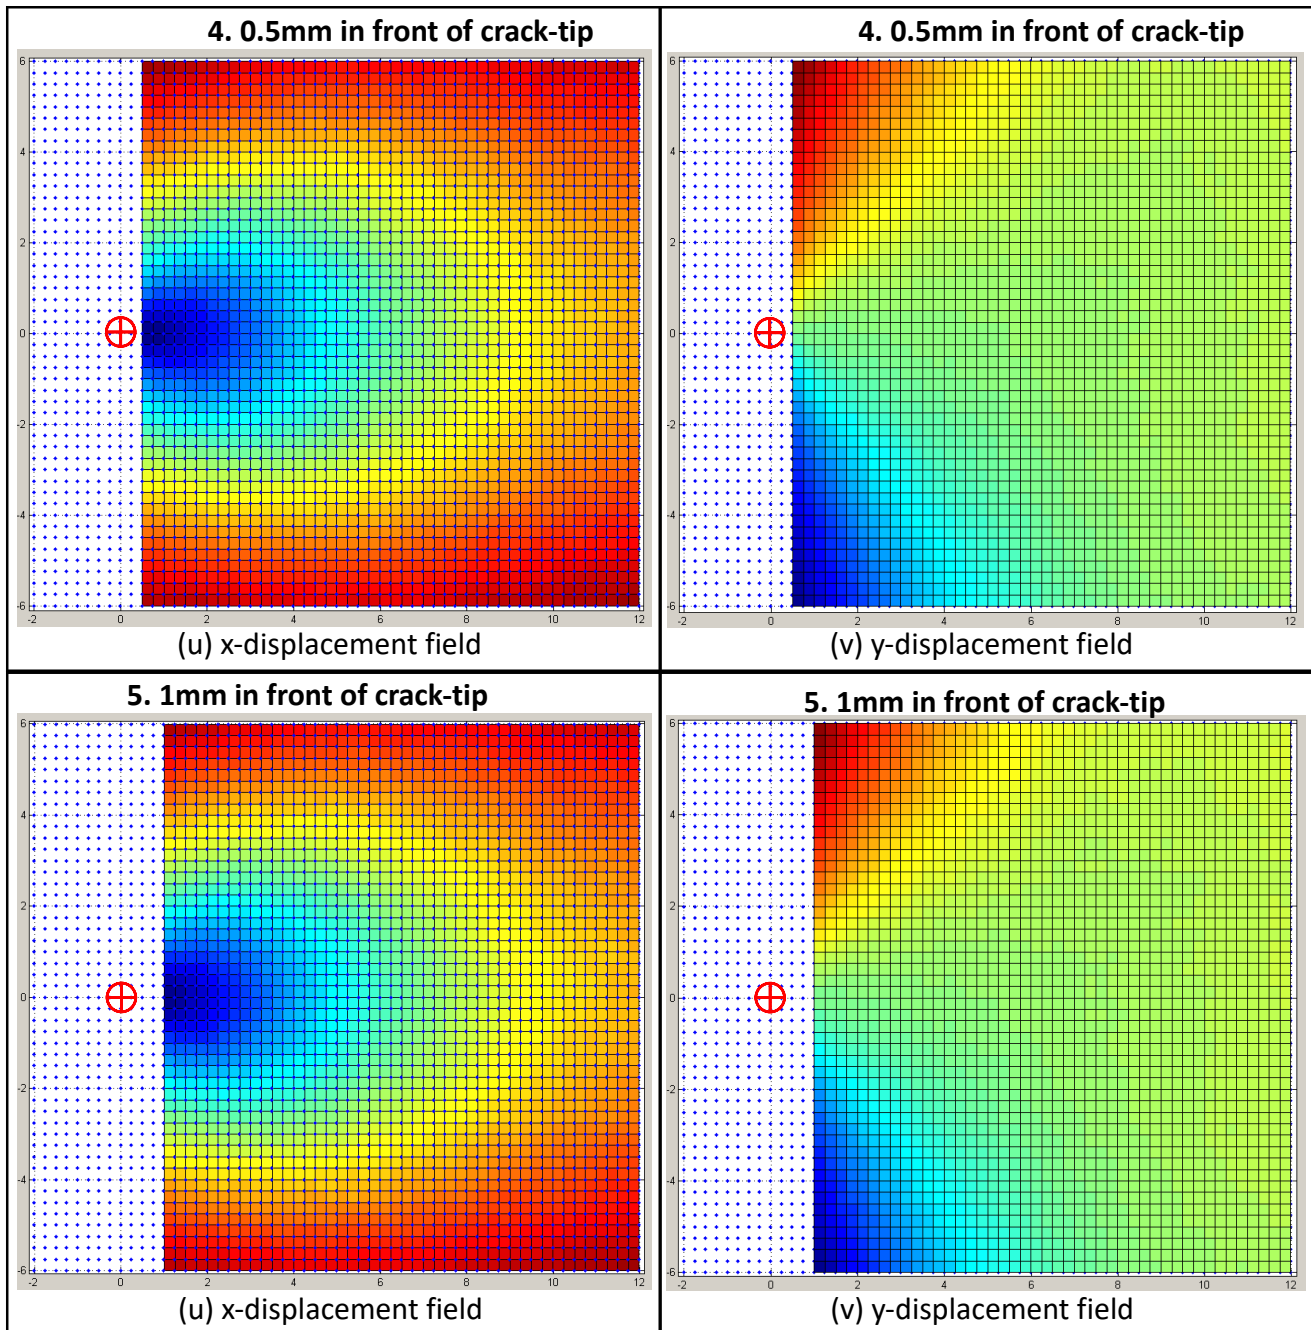 4. 0.5mm in front of crack-tip
6
4
2
0
-2
-4
-6
-2 0 2 4 6 8 10 12
(u) x-displacement field
4. 0.5mm in front of crack-tip
6
4
2
0
-2
-4
-6
-2 0 2 4 6 8 10 12
(v) y-displacement field
5. 1mm in front of crack-tip
6
4
2
0
-2
-4
-6
-2 0 2 4 6 8 10 12
(u) x-displacement field
5. 1mm in front of crack-tip
6
4
2
0
-2
-4
-6
-2 0 2 4 6 8 10 12
(v) y-displacement field